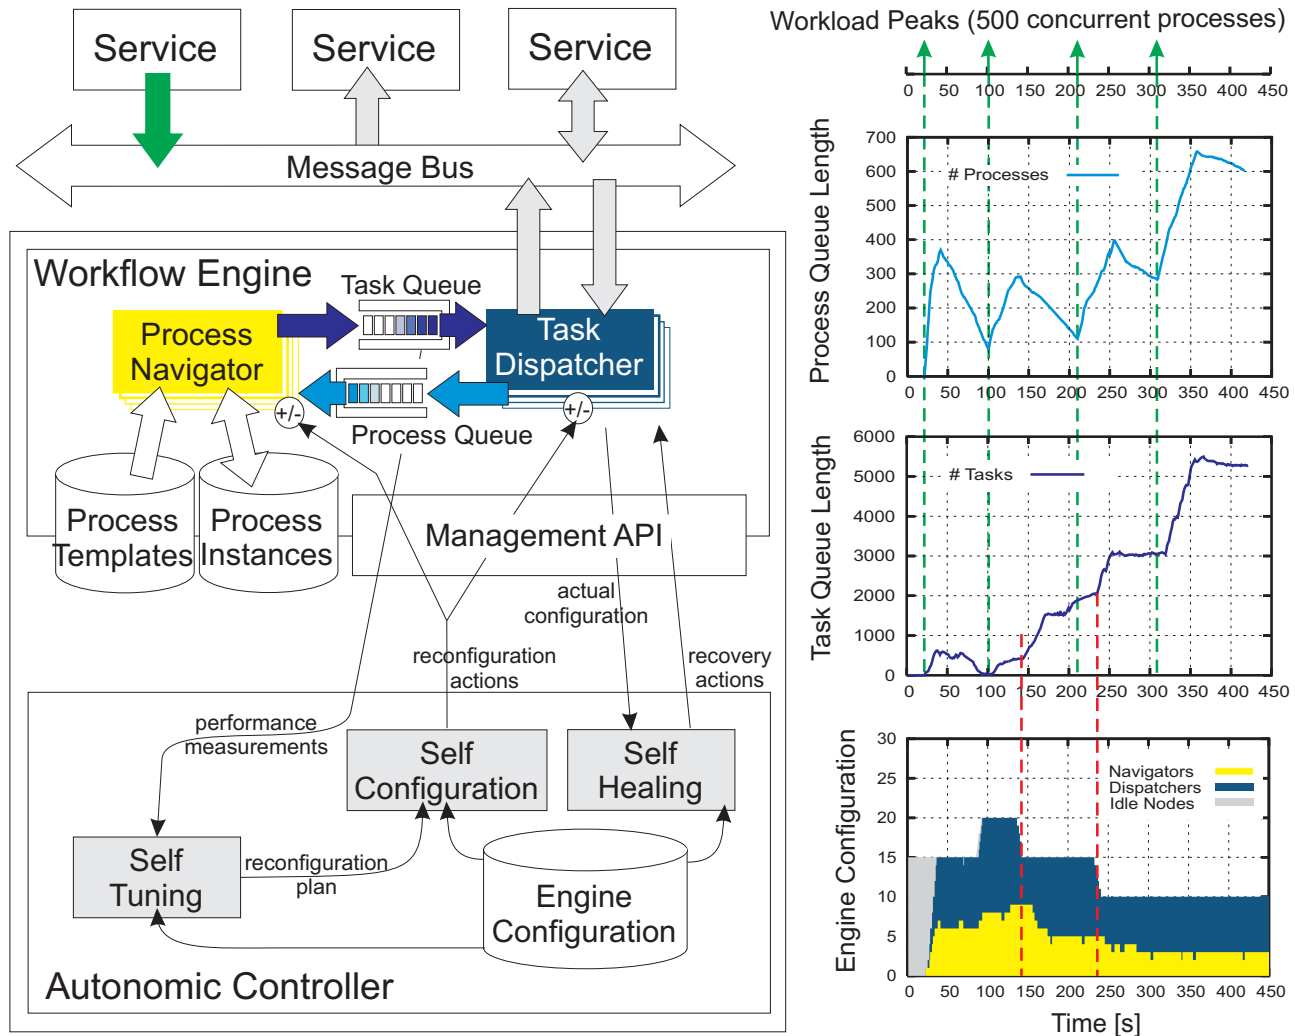 Service
Service
Service
Message Bus
Workflow Engine
Task Queue
Process
Navigator
Task
Dispatcher
+/-
+/-
Process Queue
Process
Templates
Process
Instances
Management API
actual
configuration
reconfiguration
actions
recovery
actions
performance
measurements
Self
Configuration
Self
Healing
Self
Tuning
reconfiguration
plan
Engine
Configuration
Autonomic Controller
Workload Peaks (500 concurrent processes)
0 50 100 150 200 250 300 350 400 450
Process Queue Length
700
600
500
400
300
200
100
0
# Processes
0 50 100 150 200 250 300 350 400 450
Task Queue Length
6000
5000
4000
3000
2000
1000
0
# Tasks
0 50 100 150 200 250 300 350 400 450
Engine Configuration
30
25
20
15
10
5
0
Navigators
Dispatchers
Idle Nodes
0 50 100 150 200 250 300 350 400 450
Time [s]